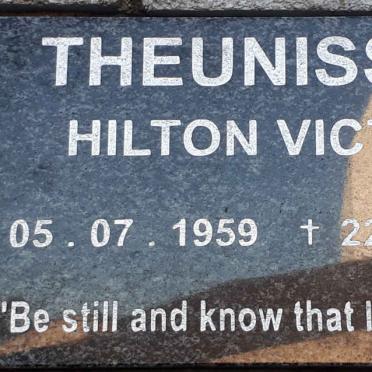 THEUNISS
HILTON VICT
05 . 07 . 1959 † 22
"Be still and know that I